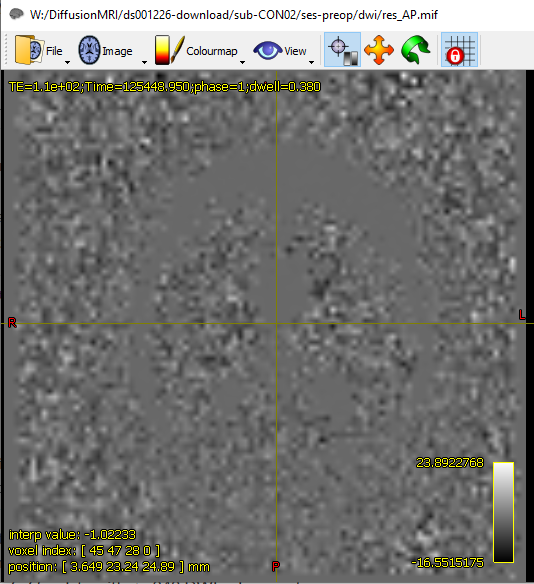 W:/DiffusionMRI/ds001226-download/sub-CON02/ses-preop/dwi/res_AP.mif
File Image Colourmap View
TE=1.1e+02;Time=125448.950;phase=1;dwell=0.380
R
L
23.8922768
-16.5515175
interp value: -1.02233
voxel index: [ 45 47 28 0 ]
position: [ 3.649 23.24 24.89 ] mm
P